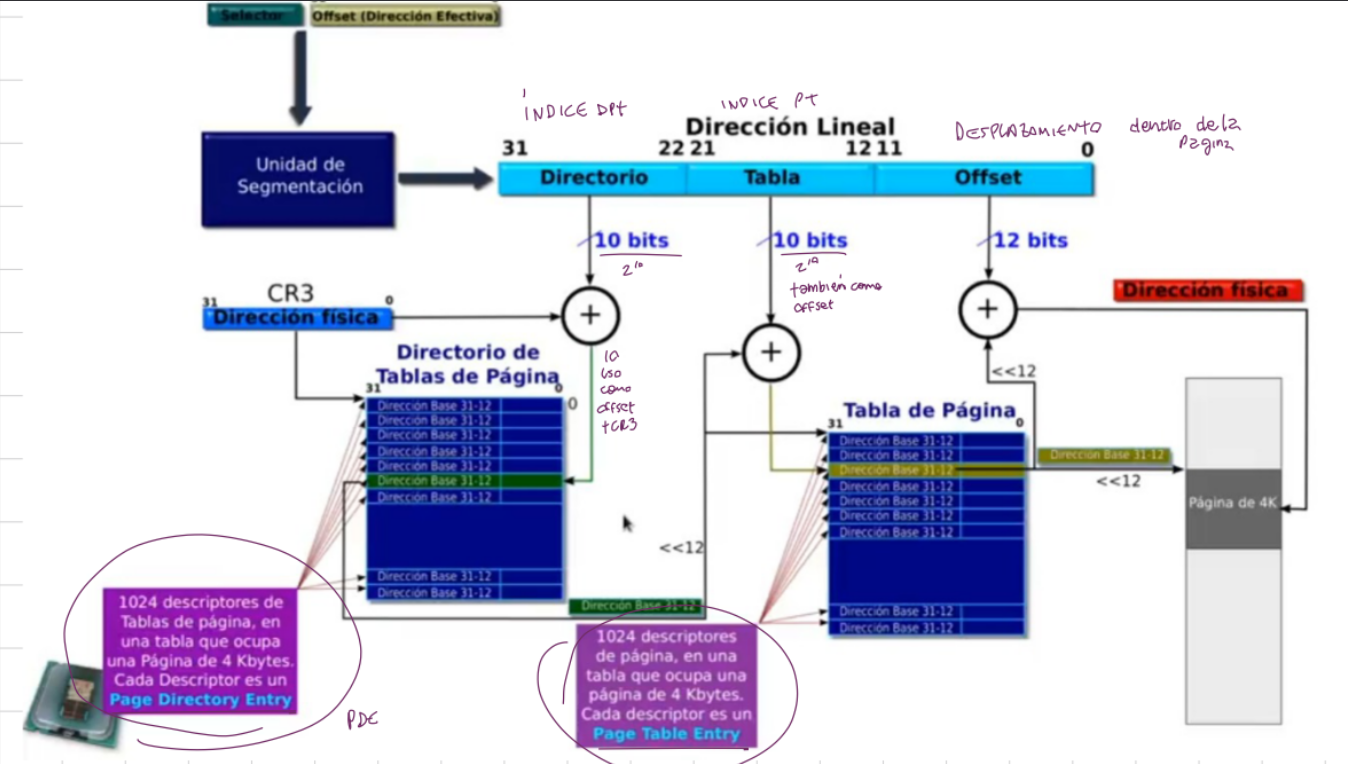 Selector
Offset (Dirección Efectiva)
Unidad de
Segmentación
ÍNDICE DPT
INDICE PT
DESPLAZAMIENTO dentro de la
Pagina
Dirección Lineal
31
22 21
12 11
0
Directorio
Tabla
Offset
10 bits
2¹⁰
10 bits
2¹⁰
también como
offset
12 bits
CR3
31
0
Dirección física
Dirección física
lo
uso
como
offset
+CR3
Directorio de
Tablas de Página
31
0
0
Dirección Base 31-12
Dirección Base 31-12
Dirección Base 31-12
Dirección Base 31-12
Dirección Base 31-12
Dirección Base 31-12
Dirección Base 31-12
Dirección Base 31-12
Dirección Base 31-12
Dirección Base 31-12
<<12
<<12
Tabla de Página
31
0
Dirección Base 31-12
Dirección Base 31-12
Dirección Base 31-12
Dirección Base 31-12
Dirección Base 31-12
Dirección Base 31-12
Dirección Base 31-12
Dirección Base 31-12
Dirección Base 31-12
Dirección Base 31-12
<<12
Página de 4K
1024 descriptores de
Tablas de página, en
una tabla que ocupa
una Página de 4 Kbytes.
Cada Descriptor es un
Page Directory Entry
PDE
1024 descriptores
de página, en una
tabla que ocupa una
página de 4 Kbytes.
Cada descriptor es un
Page Table Entry